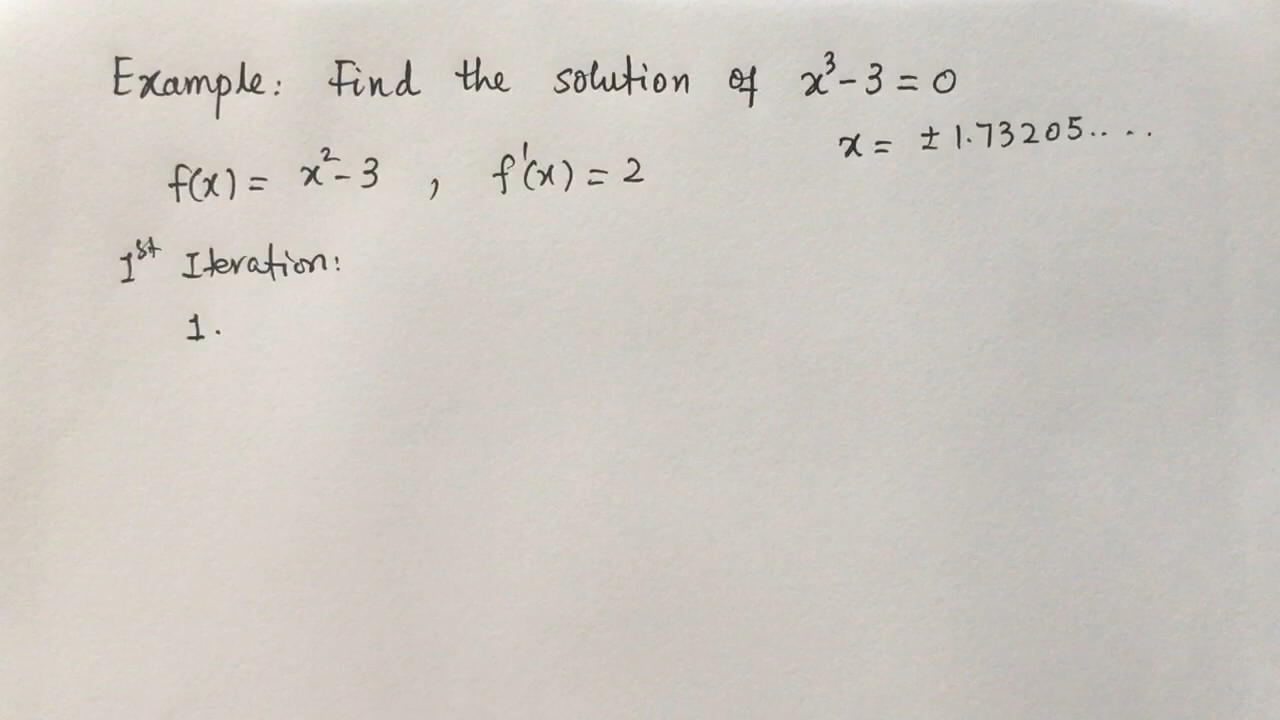 Example: Find the solution of x³-3=0
x = ±1.73205....
f(x) = x²-3 , f'(x) = 2
1st Iteration:
1.